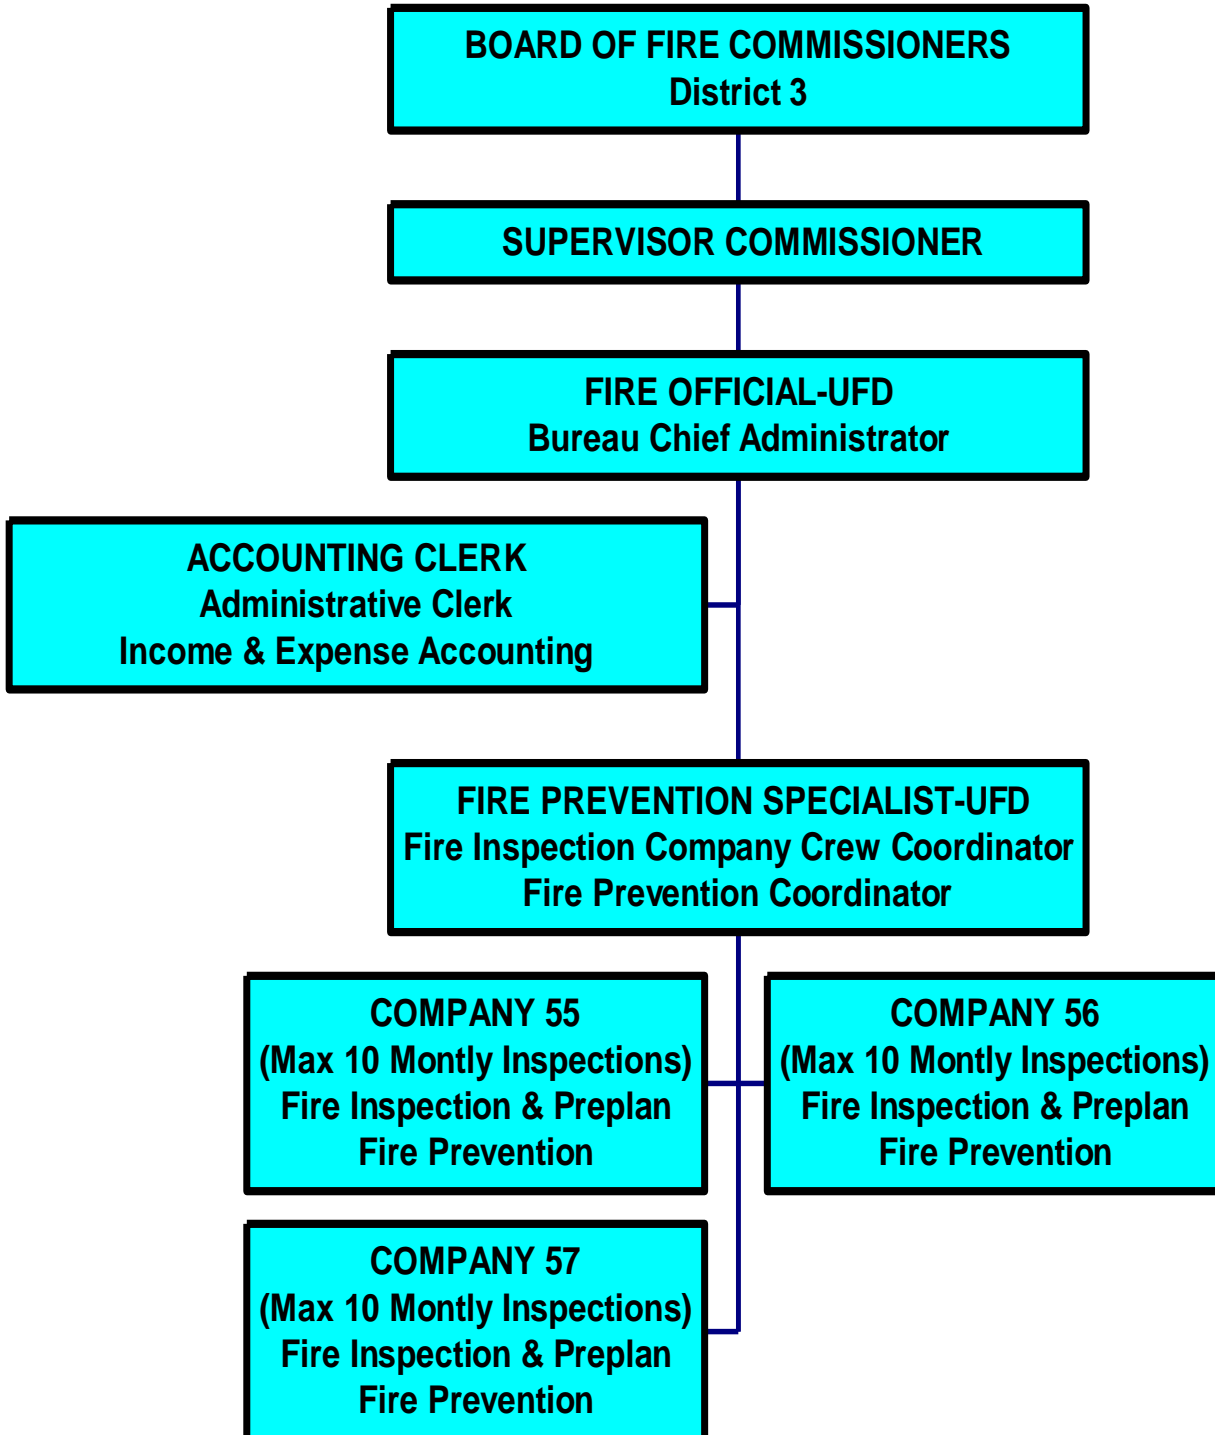 BOARD OF FIRE COMMISSIONERS
District 3
SUPERVISOR COMMISSIONER
FIRE OFFICIAL-UFD
Bureau Chief Administrator
ACCOUNTING CLERK
Administrative Clerk
Income & Expense Accounting
FIRE PREVENTION SPECIALIST-UFD
Fire Inspection Company Crew Coordinator
Fire Prevention Coordinator
COMPANY 55
(Max 10 Montly Inspections)
Fire Inspection & Preplan
Fire Prevention
COMPANY 56
(Max 10 Montly Inspections)
Fire Inspection & Preplan
Fire Prevention
COMPANY 57
(Max 10 Montly Inspections)
Fire Inspection & Preplan
Fire Prevention